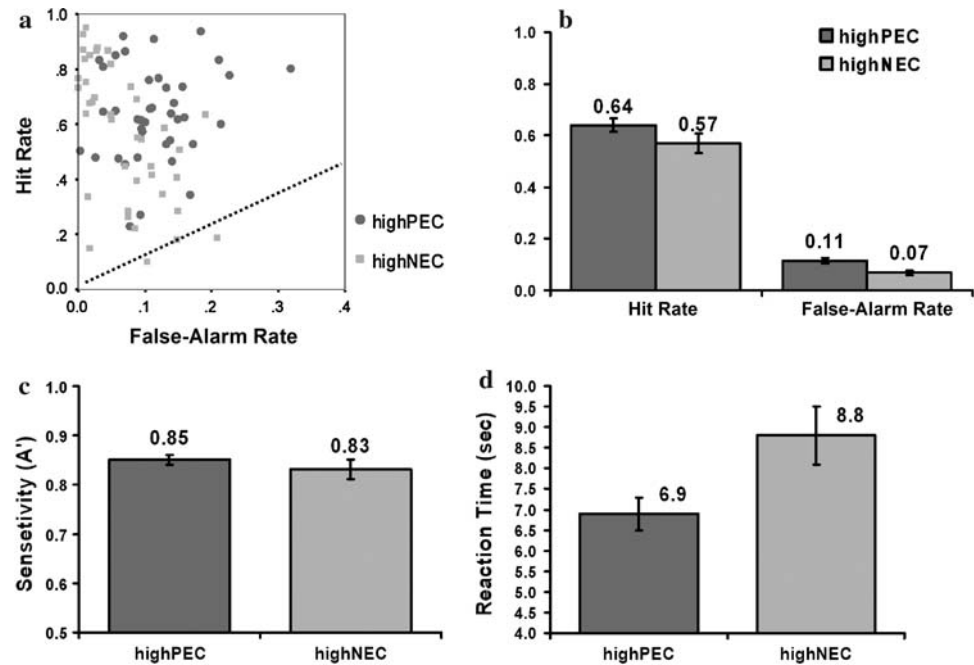 a
1.0
.8
.6
.4
.2
0.0
0.0
.1
.2
.3
.4
Hit Rate
False-Alarm Rate
highPEC
highNEC
b
1.0
0.8
0.6
0.4
0.2
0.0
highPEC
highNEC
0.64
0.57
0.11
0.07
Hit Rate
False-Alarm Rate
c
1.0
0.9
0.8
0.7
0.6
0.5
Sensetivity (A')
0.85
0.83
highPEC
highNEC
d
10.0
9.5
9.0
8.5
8.0
7.5
7.0
6.5
6.0
5.5
5.0
4.5
4.0
Reaction Time (sec)
6.9
8.8
highPEC
highNEC